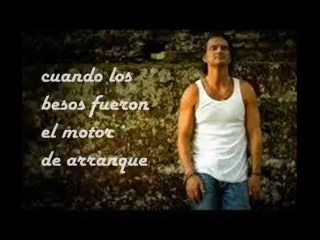 cuando los
besos fueron
el motor
de arranque